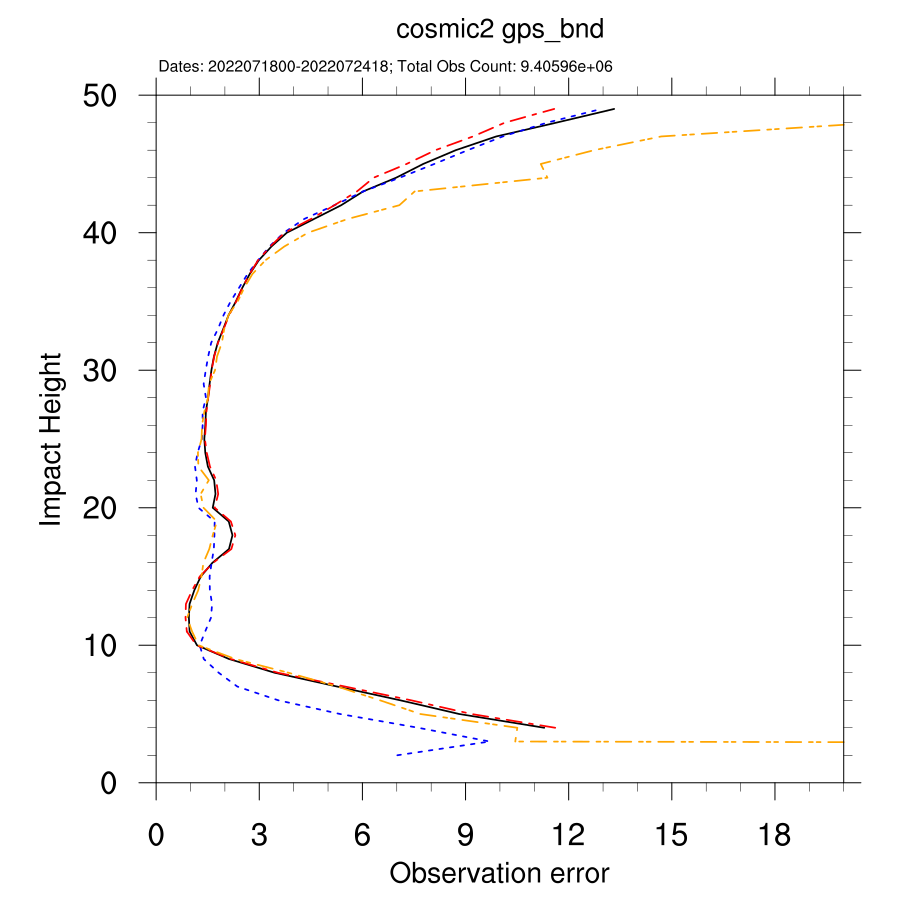 cosmic2 gps_bnd
Dates: 2022071800-2022072418; Total Obs Count: 9.40596e+06
50
40
30
20
10
0
Impact Height
0 3 6 9 12 15 18
Observation error